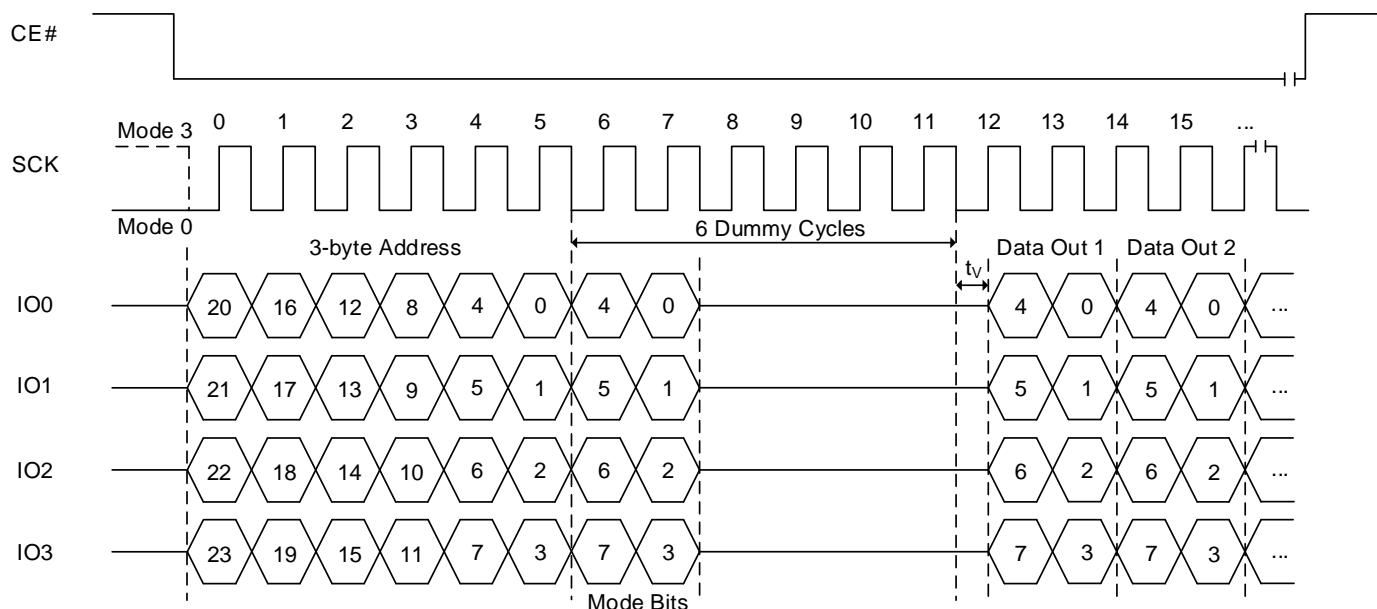 CE#
Mode 3 0 1 2 3 4 5 6 7 8 9 10 11 12 13 14 15 ...
SCK
Mode 0
6 Dummy Cycles
3-byte Address
Data Out 1 Data Out 2
tV
IO0 20 16 12 8 4 0 4 0 4 0 4 0 ...
IO1 21 17 13 9 5 1 5 1 5 1 5 1 ...
IO2 22 18 14 10 6 2 6 2 6 2 6 2 ...
IO3 23 19 15 11 7 3 7 3 7 3 7 3 ...
Mode Bits